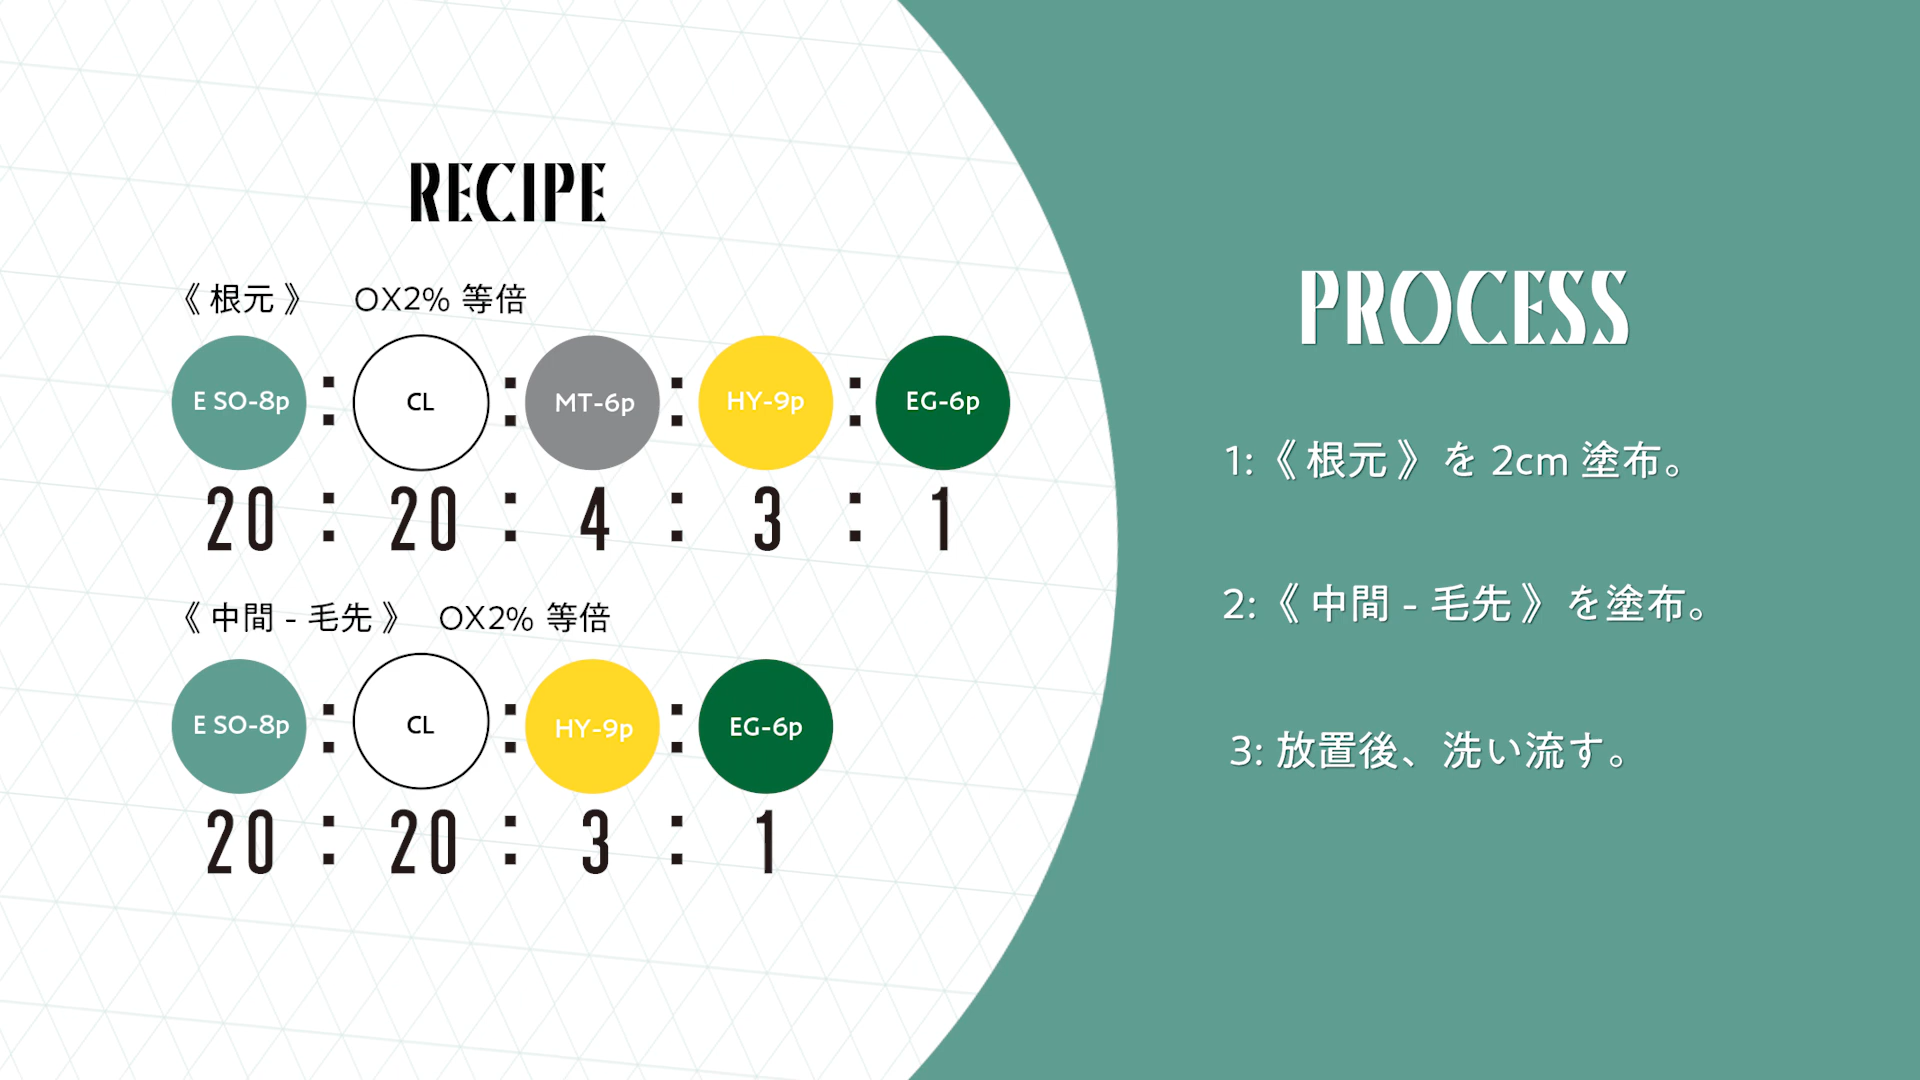 RECIPE
《 根元 》 OX2% 等倍
E SO-8p : CL : MT-6p : HY-9p : EG-6p
20 : 20 : 4 : 3 : 1
《 中間 - 毛先 》 OX2% 等倍
E SO-8p : CL : HY-9p : EG-6p
20 : 20 : 3 : 1
PROCESS
1:《 根元 》 を 2cm 塗布。
2:《 中間 - 毛先 》 を塗布。
3: 放置後、洗い流す。